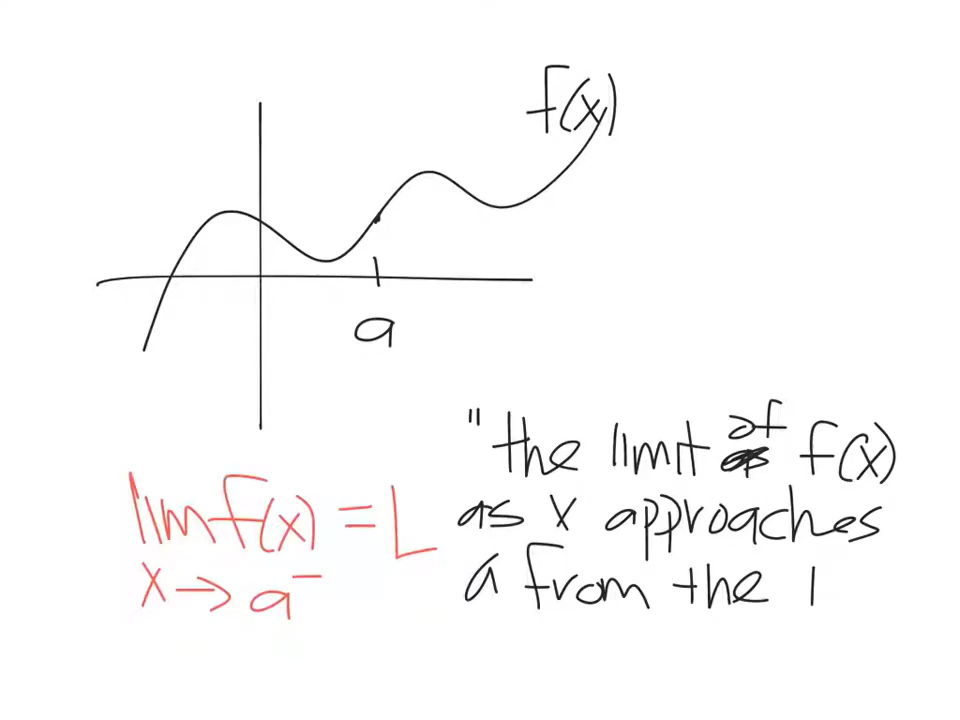 f(x)
a
"the limit of f(x)
as x approaches
a from the l
lim f(x) = L
x → a⁻